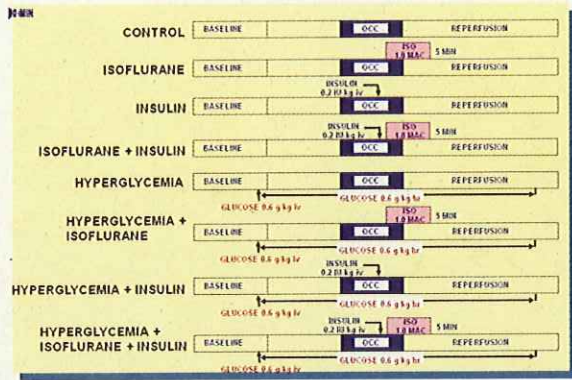 CONTROL BASELINE OCC REPERFUSION
ISO
1.0 MAC 5 MIN
ISOFLURANE BASELINE OCC REPERFUSION
INSULIN
0.2 IU kg iv
INSULIN BASELINE OCC REPERFUSION
INSULIN
0.2 IU kg iv ISO
1.0 MAC 5 MIN
ISOFLURANE + INSULIN BASELINE OCC REPERFUSION
HYPERGLYCEMIA BASELINE OCC REPERFUSION
GLUCOSE 0.6 g kg iv GLUCOSE 0.6 g kg hr
ISO
1.0 MAC 5 MIN
HYPERGLYCEMIA +
ISOFLURANE BASELINE OCC REPERFUSION
GLUCOSE 0.6 g kg iv GLUCOSE 0.6 g kg hr
INSULIN
0.2 IU kg iv
HYPERGLYCEMIA + INSULIN BASELINE OCC REPERFUSION
GLUCOSE 0.6 g kg iv GLUCOSE 0.6 g kg hr
INSULIN
0.2 IU kg iv ISO
1.0 MAC 5 MIN
HYPERGLYCEMIA +
ISOFLURANE + INSULIN BASELINE OCC REPERFUSION
GLUCOSE 0.6 g kg iv GLUCOSE 0.6 g kg hr